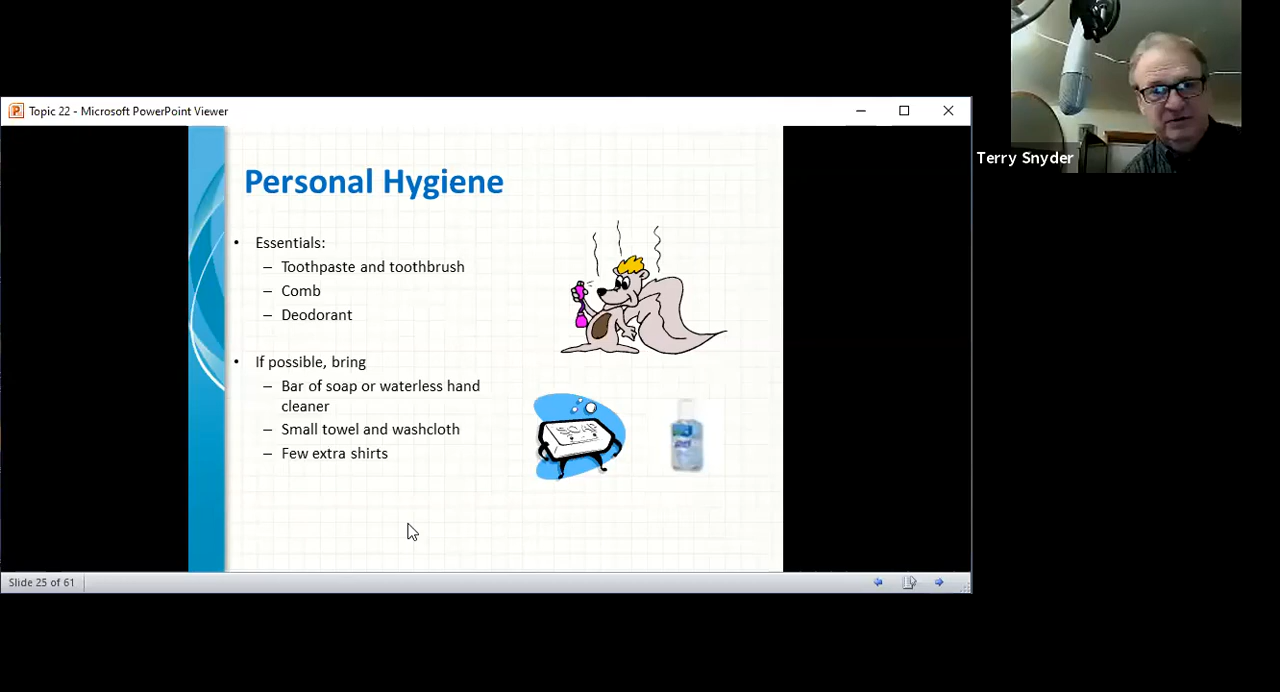 Topic 22 - Microsoft PowerPoint Viewer
Terry Snyder
Personal Hygiene
• Essentials:
– Toothpaste and toothbrush
– Comb
– Deodorant
• If possible, bring
– Bar of soap or waterless hand
cleaner
– Small towel and washcloth
– Few extra shirts
SOAP
Slide 25 of 61